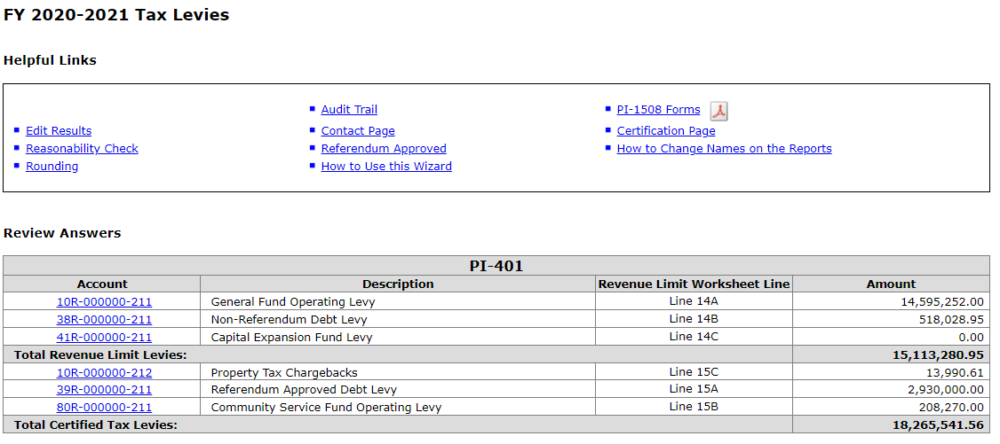 FY 2020-2021 Tax Levies
Helpful Links
Audit Trail PI-1508 Forms
Edit Results Contact Page Certification Page
Reasonability Check Referendum Approved How to Change Names on the Reports
Rounding How to Use this Wizard
Review Answers
PI-401
Account Description Revenue Limit Worksheet Line Amount
10R-000000-211 General Fund Operating Levy Line 14A 14,595,252.00
38R-000000-211 Non-Referendum Debt Levy Line 14B 518,028.95
41R-000000-211 Capital Expansion Fund Levy Line 14C 0.00
Total Revenue Limit Levies: 15,113,280.95
10R-000000-212 Property Tax Chargebacks Line 15C 13,990.61
39R-000000-211 Referendum Approved Debt Levy Line 15A 2,930,000.00
80R-000000-211 Community Service Fund Operating Levy Line 15B 208,270.00
Total Certified Tax Levies: 18,265,541.56